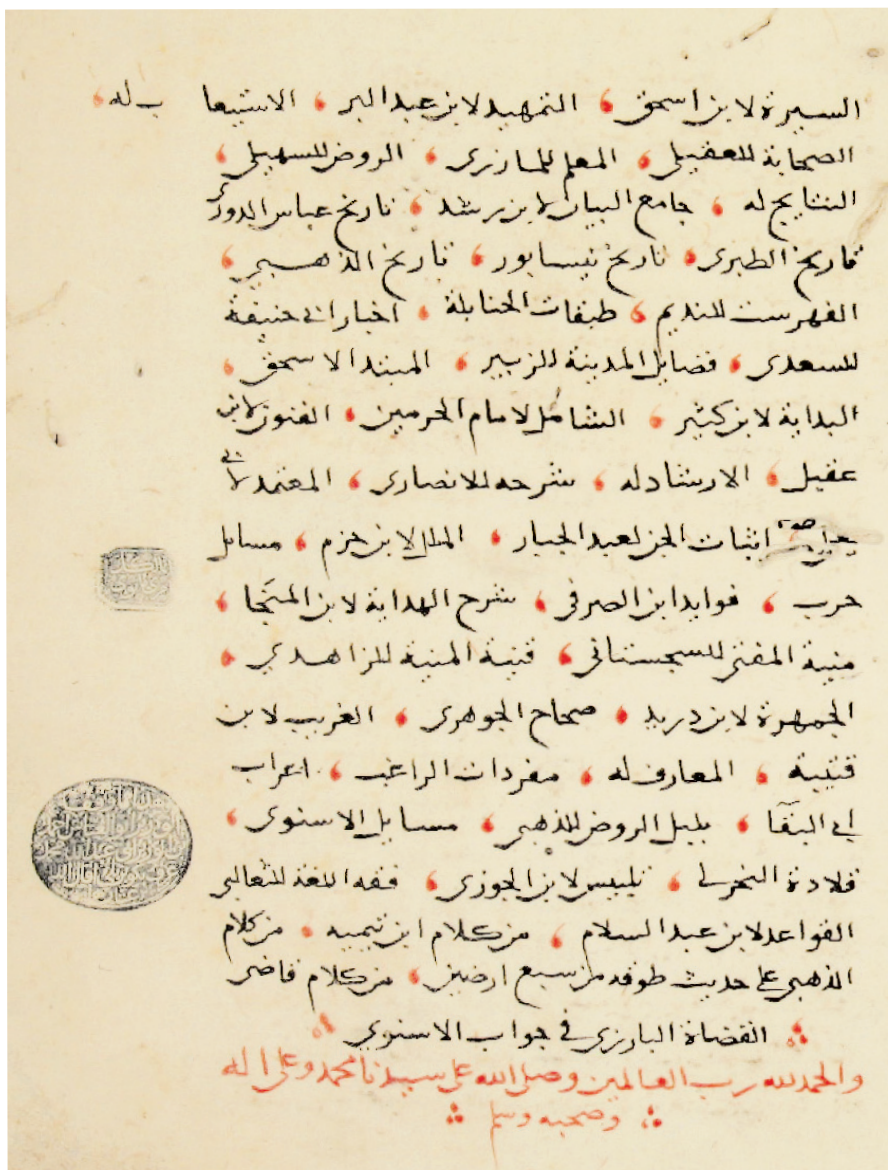 السيرة لابن اسحق، التمهيد لابن عبد البر، الاستيعاب له،
الصحابة للعقيلي، المعلم للمازري، الروض للسهيلي،
النتايج له، جامع البيان لابن رشد، تاريخ عباس الدوري
تاريخ الطبري، تاريخ نيسابور، تاريخ الذهبي،
الفهرست للنديم، طبقات الحنابلة، اخبار ابي حنيفة
للسعدي، فضايل المدينة للزبير، المبتدا لاسحق،
البداية لابن كثير، الشامل لامام الحرمين، الفنون لابن
عقيل، الارشاد له، شرحه للانصاري، المعتمد لابي
يعلى اثبات الجن لعبد الجبار، الملل لابن حزم، مسايل
حرب، فوايد ابن الصرفي، شرح الهداية لابن المنجا،
منية المفتي للسجستاني، قنية المنية للزاهدي،
الجمهرة لابن دريد، صحاح الجوهري، الغريب لابن
قتيبة، المعارف له، مفردات الراغب، اعراب
ابي البقا، بلبل الروض للذهبي، مسايل الاسنوي،
قلادة النحر، تلبيس لابن الجوزي، فقه اللغة للثعالبي
القواعد لابن عبد السلام، من كلام ابن تيميه، من كلام
الذهبي على حديث طوقه من سبع ارضين، من كلام قاضي
القضاة البارزي في جواب الاسنوي
والحمد لله رب العالمين وصلى الله على سيدنا محمد وعلى اله
وصحبه وسلم